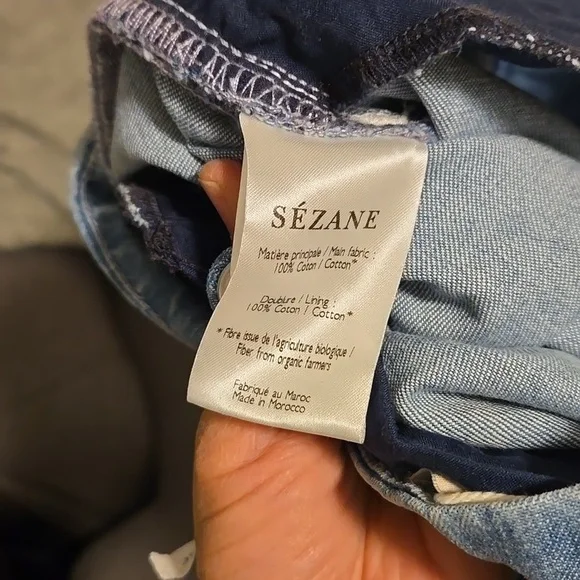 SÉZANE
Matière principale / Main fabric :
100% Coton / Cotton*
Doublure / Lining :
100% Coton / Cotton*
* Fibre issue de l'agriculture biologique /
Fiber from organic farmers
Fabriqué au Maroc
Made in Morocco